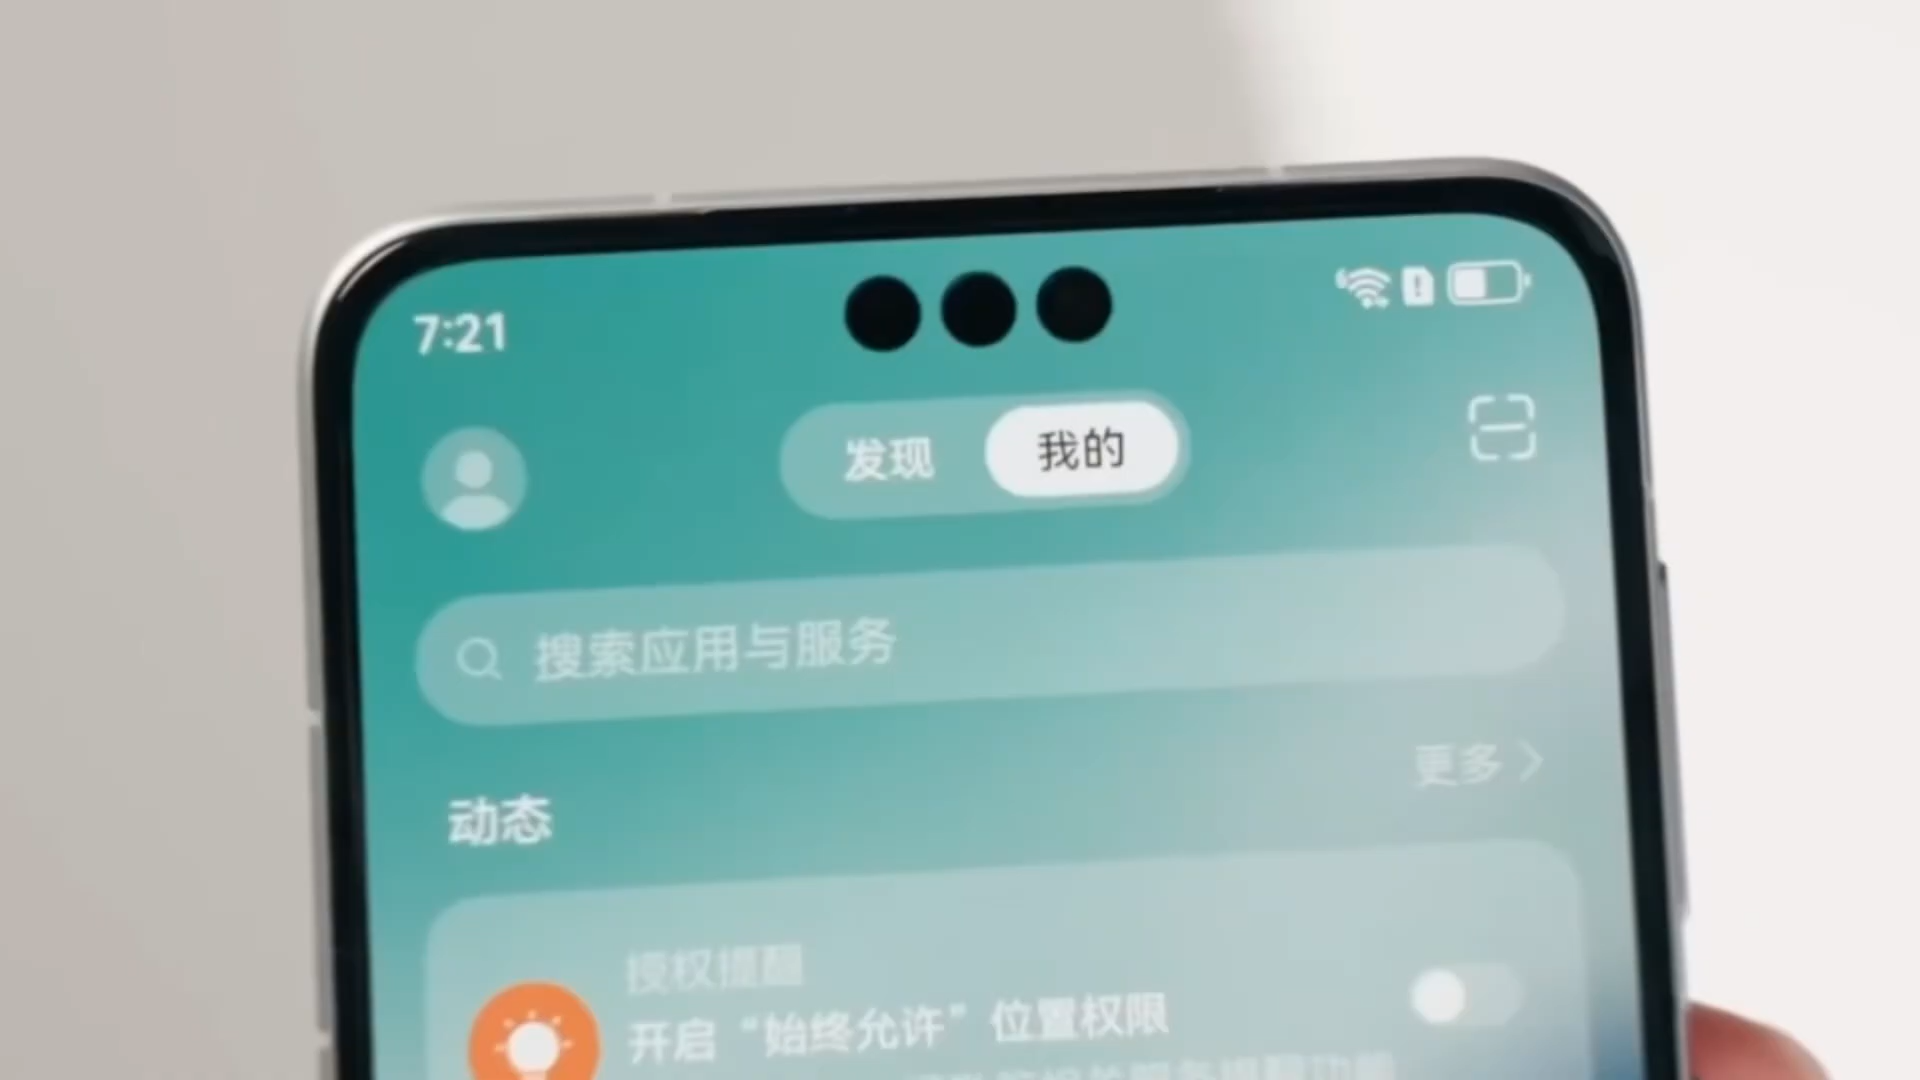 7:21
发现 我的
搜索应用与服务
动态
更多
授权提醒
开启“始终允许”位置权限